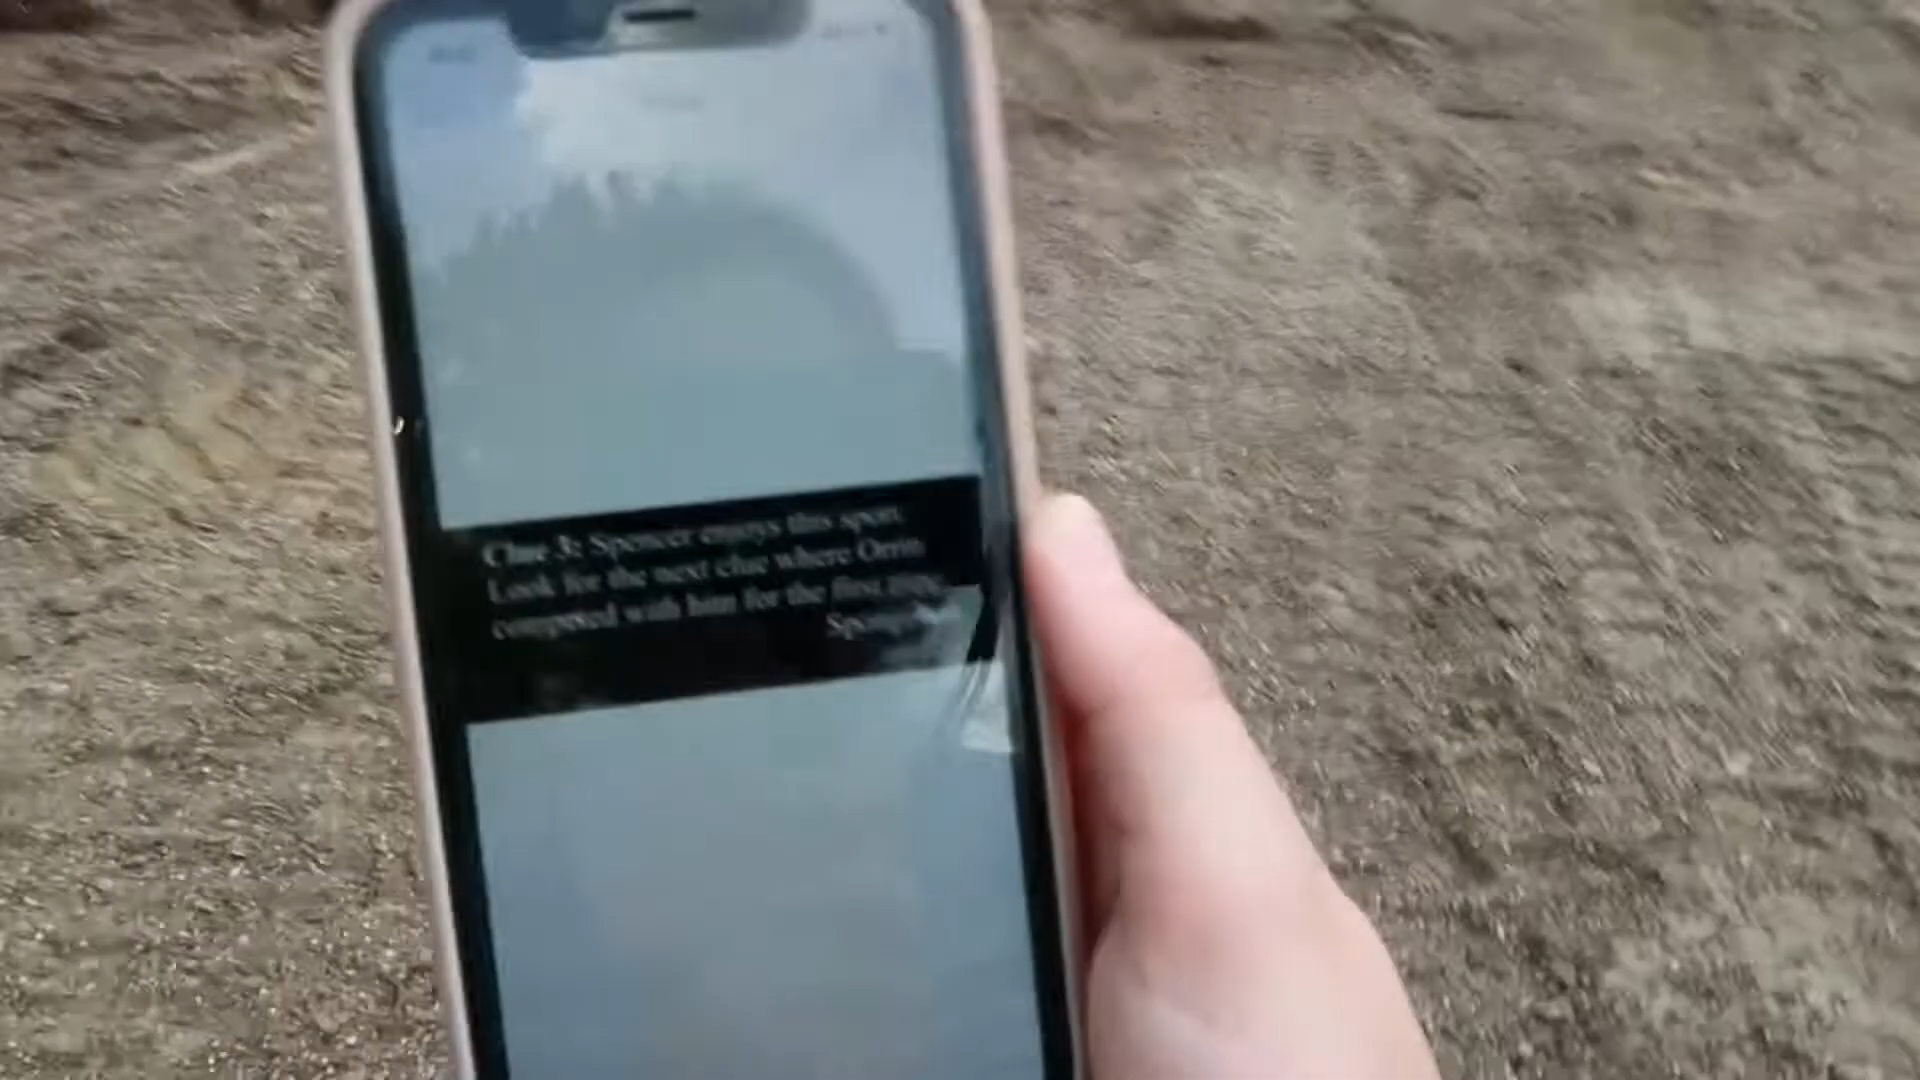 Clue 3: Spencer enjoys this sport.
Look for the next clue where Orrin
competed with him for the first time.